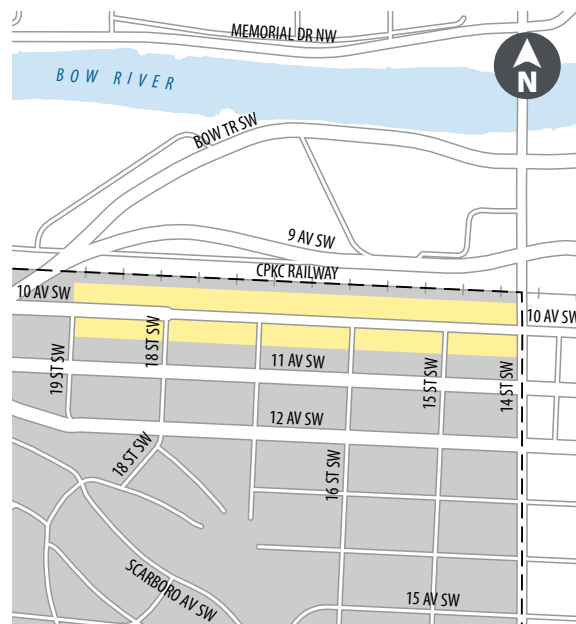 MEMORIAL DR NW
N
BOW RIVER
BOW TR SW
9 AV SW
CPKC RAILWAY
10 AV SW
10 AV SW
18 ST SW
11 AV SW
19 ST SW
15 ST SW
14 ST SW
12 AV SW
18 ST SW
16 ST SW
SCARBORO AV SW
15 AV SW